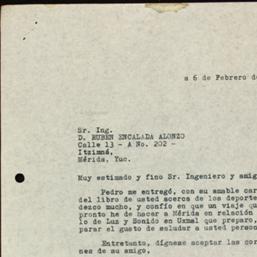 a 6 de Febrero de
Sr. Ing.
D. RUBEN ENCALADA ALONZO
Calle 13 - A No. 202 -
Itzimná,
Mérida, Yuc.
Muy estimado y fino Sr. Ingeniero y amig
Pedro me entregó, con su amable car
del libro de usted acerca de los deporte
dezco mucho, y confío en que un viaje qu
pronto he de hacer a Mérida en relación
lo de Luz y Sonido en Uxmal que preparo,
parar el gusto de saludar a usted person
Entretanto, dígnese aceptar las cor
nes de su amigo,